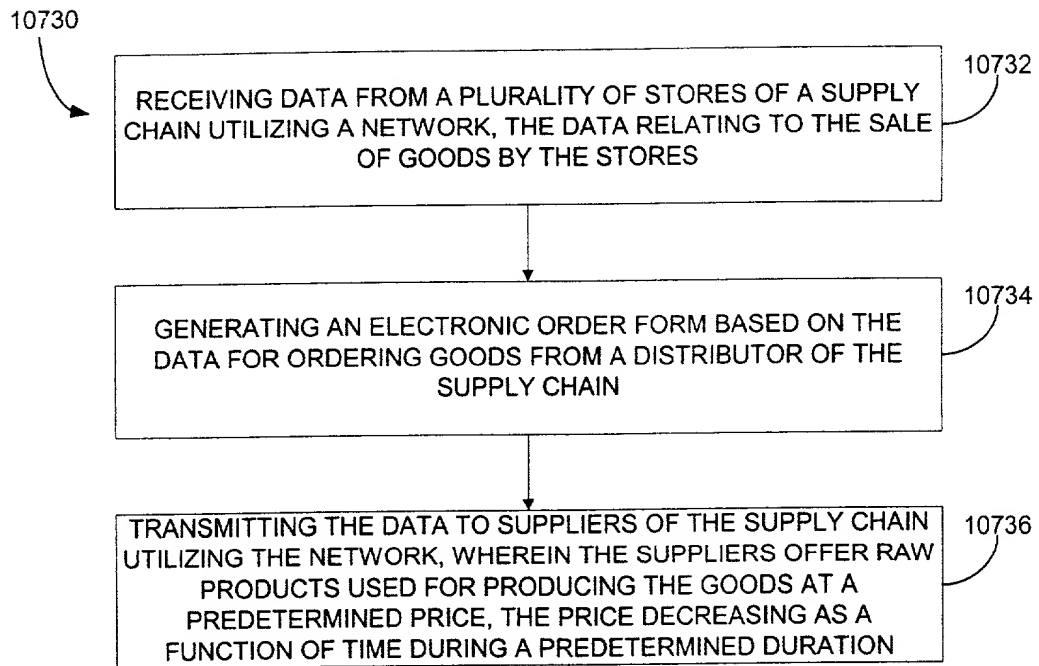 10730
10732
RECEIVING DATA FROM A PLURALITY OF STORES OF A SUPPLY
CHAIN UTILIZING A NETWORK, THE DATA RELATING TO THE SALE
OF GOODS BY THE STORES
10734
GENERATING AN ELECTRONIC ORDER FORM BASED ON THE
DATA FOR ORDERING GOODS FROM A DISTRIBUTOR OF THE
SUPPLY CHAIN
10736
TRANSMITTING THE DATA TO SUPPLIERS OF THE SUPPLY CHAIN
UTILIZING THE NETWORK, WHEREIN THE SUPPLIERS OFFER RAW
PRODUCTS USED FOR PRODUCING THE GOODS AT A
PREDETERMINED PRICE, THE PRICE DECREASING AS A
FUNCTION OF TIME DURING A PREDETERMINED DURATION